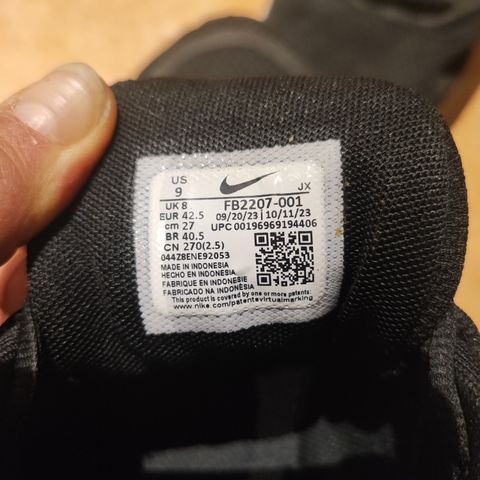 US
9
JX
UK 8
FB2207-001
EUR 42.5
09/20/23 | 10/11/23
cm 27
UPC 00196969194406
BR 40.5
CN 270(2.5)
044Z8ENE92053
MADE IN INDONESIA
HECHO EN INDONESIA
FABRIQUE EN INDONÉSIE
FABRICADO NA INDONÉSIA
This product is covered by one or more patents.
www.nike.com/patentsvirtualmarking